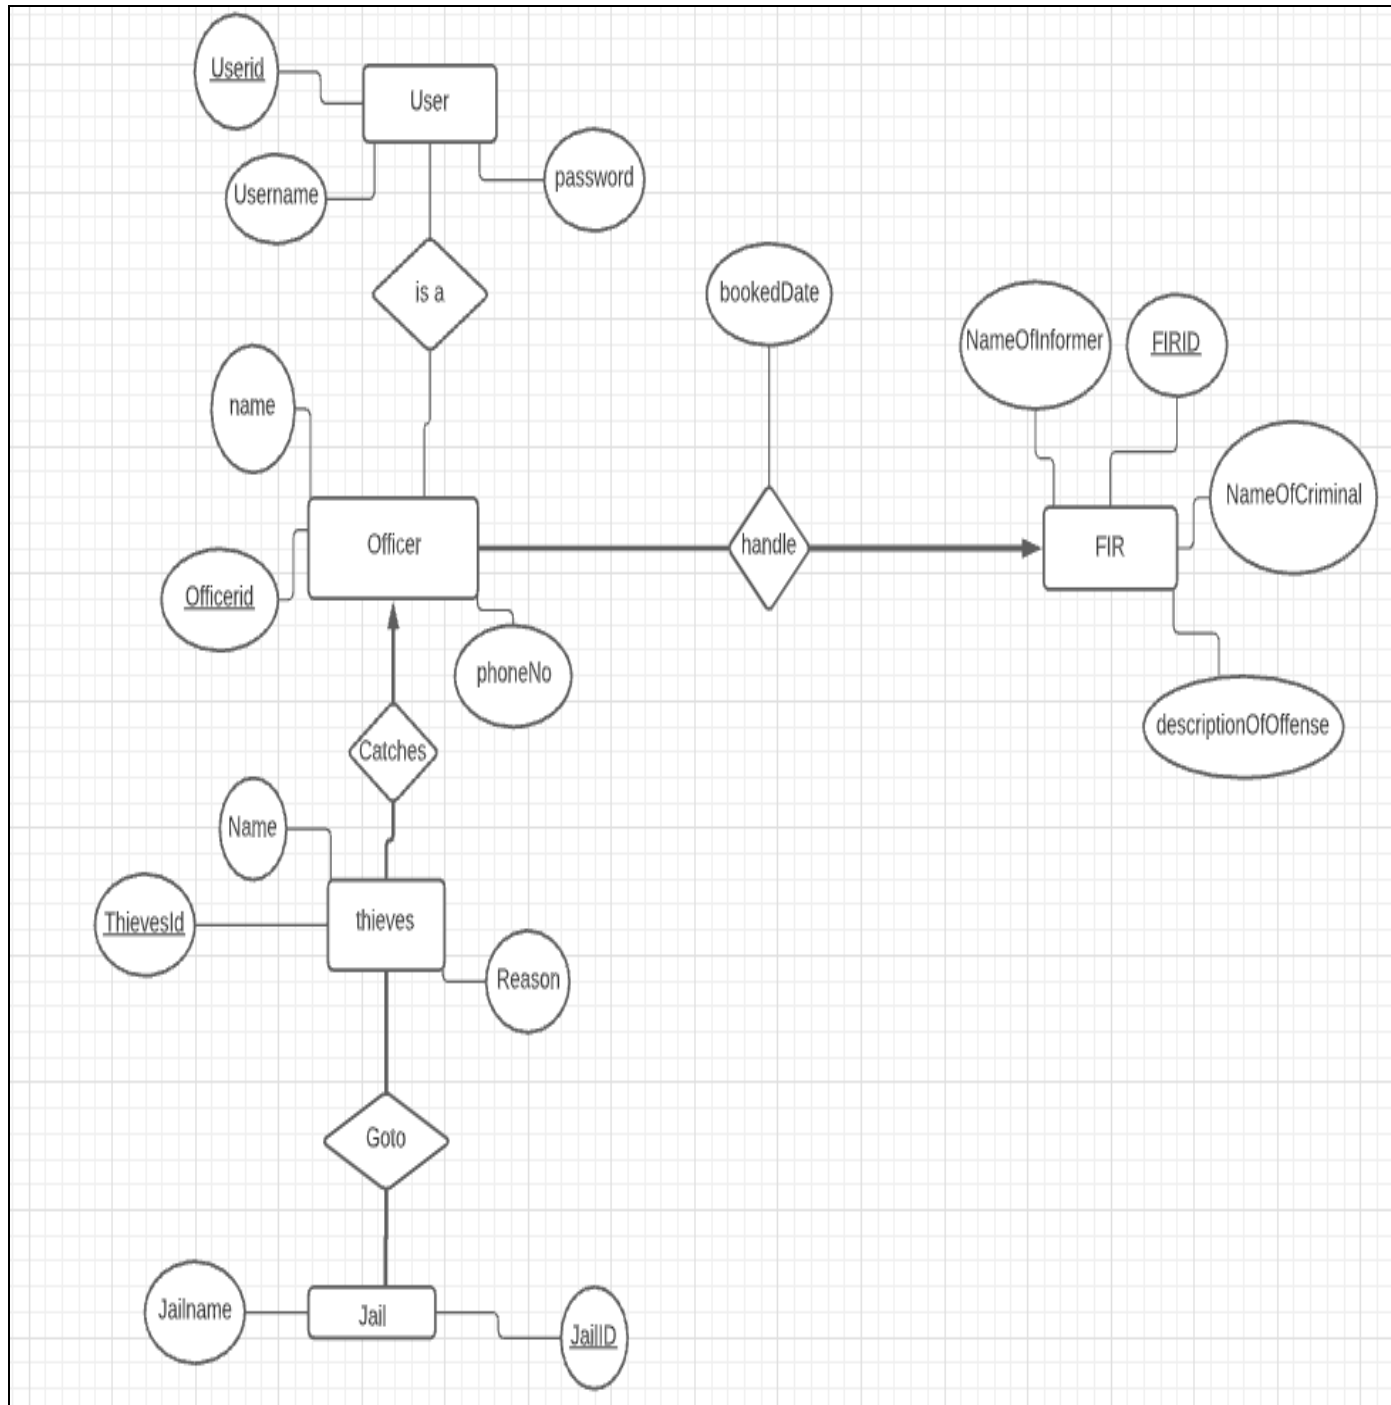 Userid
User
Username
password
is a
bookedDate
NameOfInformer
FIRID
name
NameOfCriminal
Officer
handle
FIR
Officerid
phoneNo
descriptionOfOffense
Catches
Name
thieves
ThievesId
Reason
Goto
Jailname
Jail
JailID